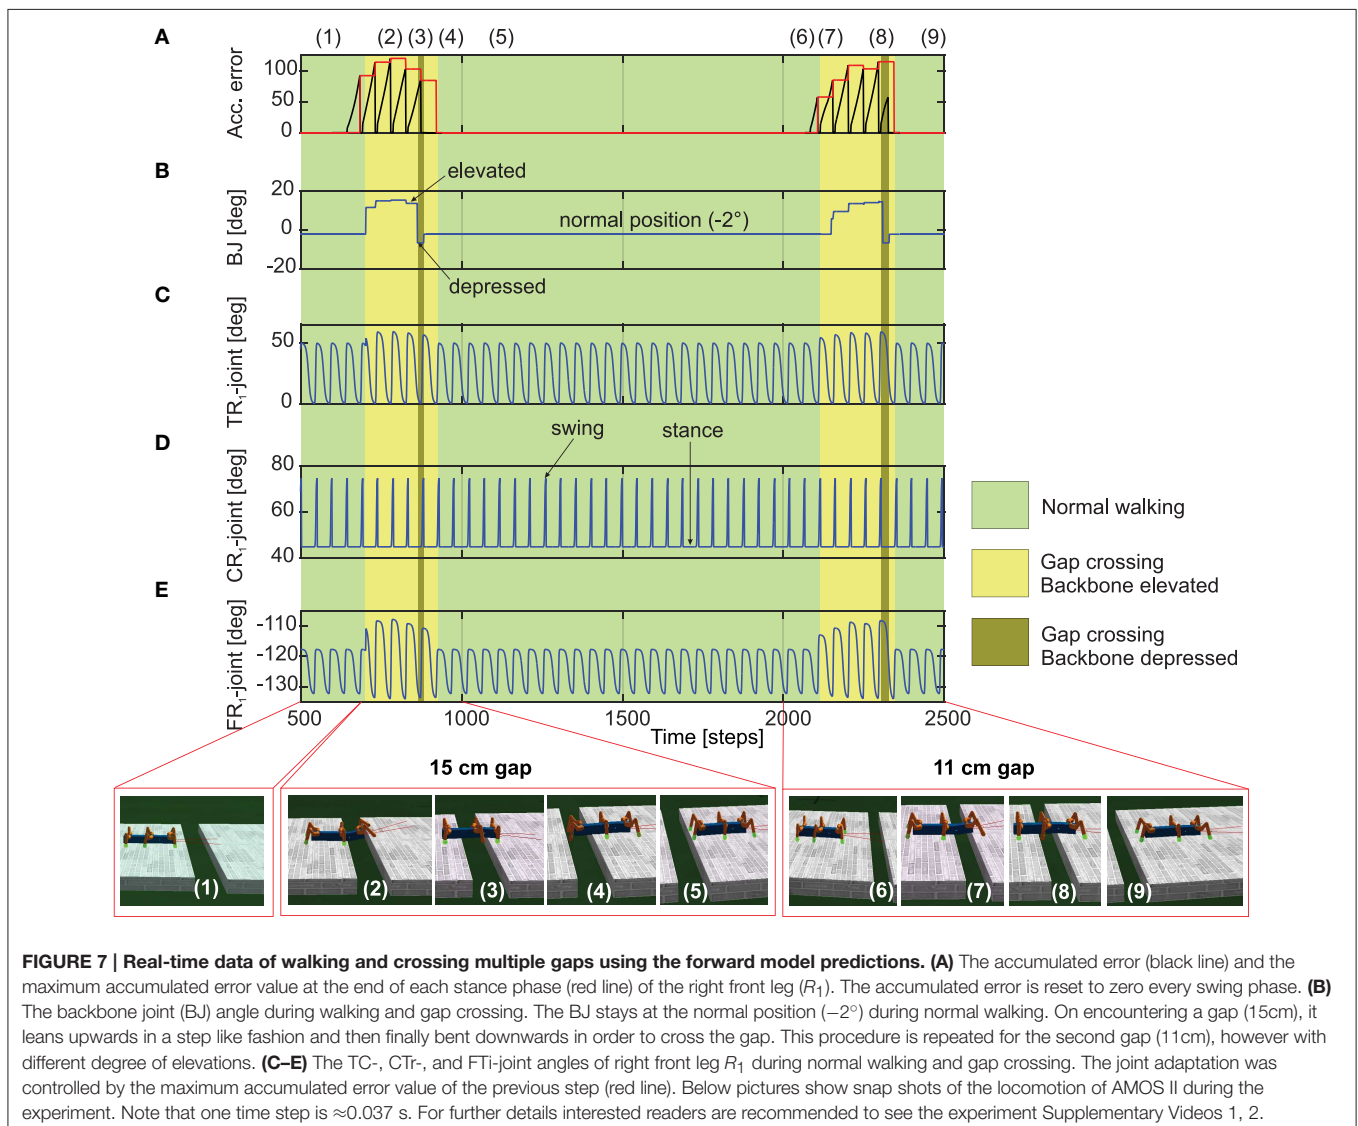 A
(1) (2) (3) (4) (5) (6) (7) (8) (9)
Acc. error
100
50
0
B
elevated
BJ [deg]
20
0
-20
normal position (-2°)
depressed
C
TR1-joint [deg]
50
0
D
swing
stance
CR1-joint [deg]
80
60
40
Normal walking
Gap crossing
Backbone elevated
E
FR1-joint [deg]
-110
-120
-130
Gap crossing
Backbone depressed
500 1000 1500 2000 2500
Time [steps]
15 cm gap
11 cm gap
(1) (2) (3) (4) (5) (6) (7) (8) (9)
FIGURE 7 | Real-time data of walking and crossing multiple gaps using the forward model predictions. (A) The accumulated error (black line) and the
maximum accumulated error value at the end of each stance phase (red line) of the right front leg (R1). The accumulated error is reset to zero every swing phase. (B)
The backbone joint (BJ) angle during walking and gap crossing. The BJ stays at the normal position (−2°) during normal walking. On encountering a gap (15cm), it
leans upwards in a step like fashion and then finally bent downwards in order to cross the gap. This procedure is repeated for the second gap (11cm), however with
different degree of elevations. (C–E) The TC-, CTr-, and FTi-joint angles of right front leg R1 during normal walking and gap crossing. The joint adaptation was
controlled by the maximum accumulated error value of the previous step (red line). Below pictures show snap shots of the locomotion of AMOS II during the
experiment. Note that one time step is ≈0.037 s. For further details interested readers are recommended to see the experiment Supplementary Videos 1, 2.